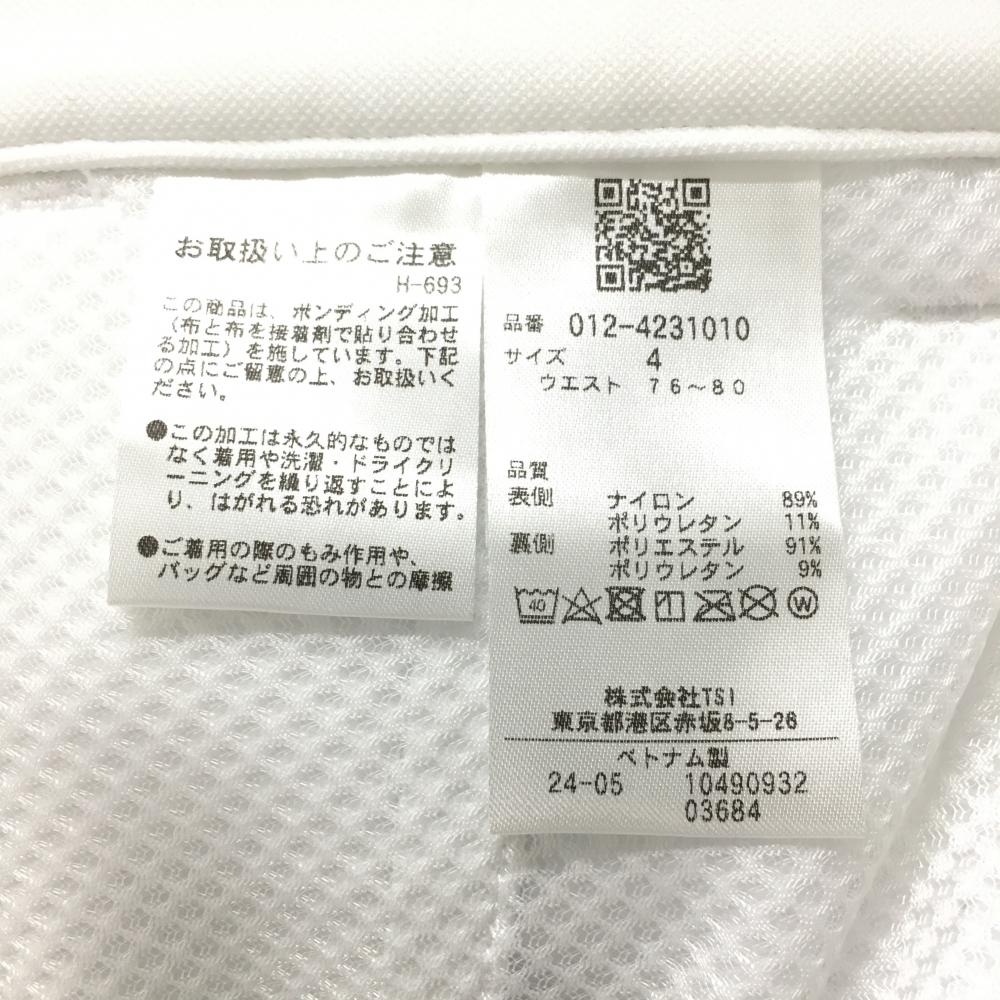 お取扱い上のご注意
H-693
この商品は、ボンディング加工
(布と布を接着剤で貼り合わせ
る加工)を施しています。下記
の点にご留意の上、お取扱いく
ださい。
●この加工は永久的なものでは
なく着用や洗濯・ドライクリ
ーニングを繰り返すことによ
り、はがれる恐れがあります。
●ご着用の際のもみ作用や、
バッグなど周囲の物との摩擦
品番 012-4231010
サイズ 4
ウエスト 76~80
品質
表側 ナイロン 89%
ポリウレタン 11%
裏側 ポリエステル 91%
ポリウレタン 9%
40 W
株式会社TSI
東京都港区赤坂8-5-26
ベトナム製
24-05 10490932
03684